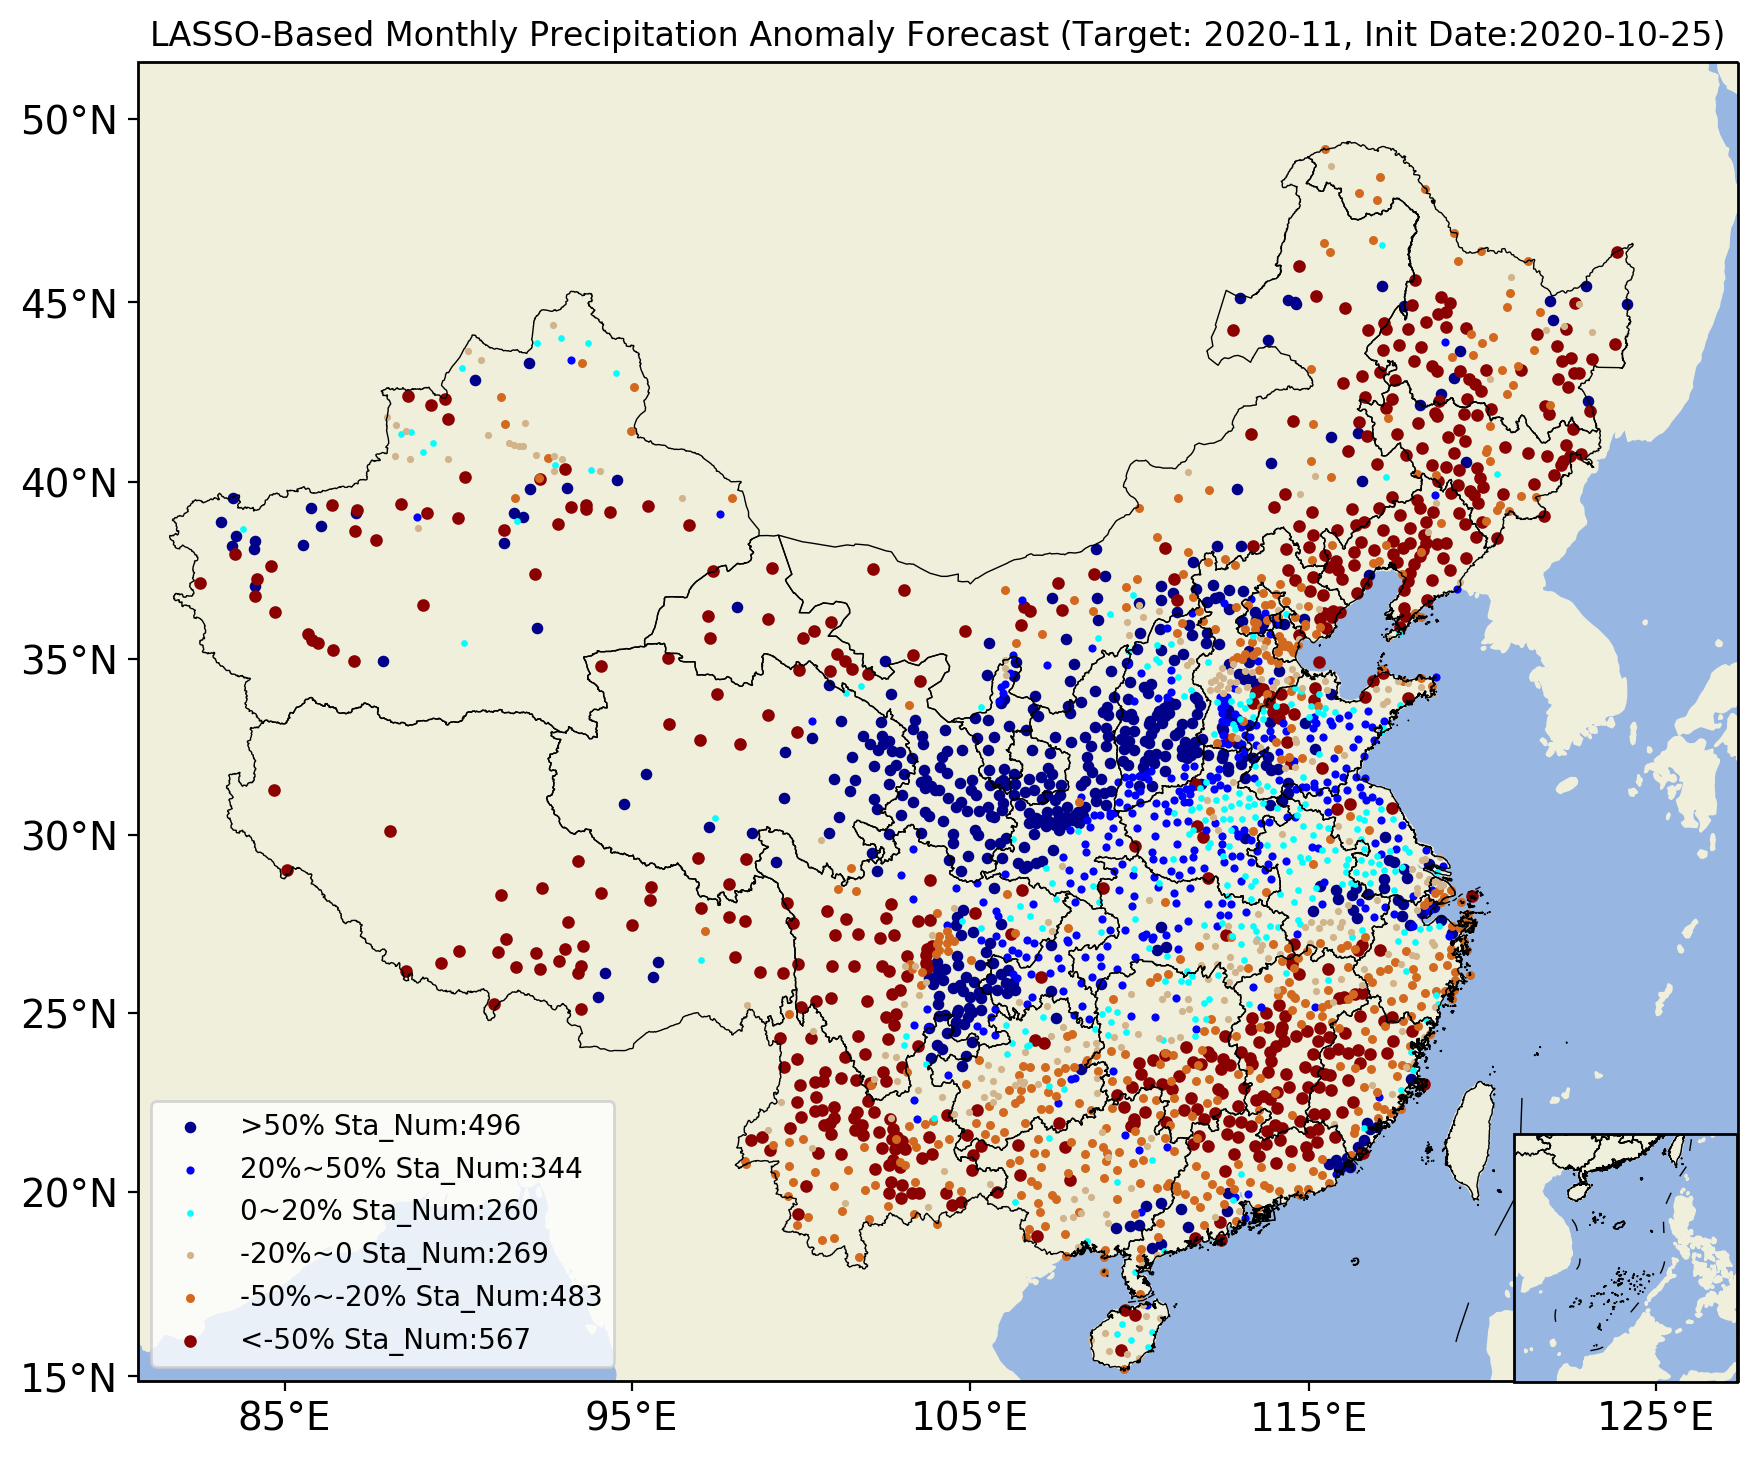 LASSO-Based Monthly Precipitation Anomaly Forecast (Target: 2020-11, Init Date:2020-10-25)
50°N
45°N
40°N
35°N
30°N
25°N
20°N
15°N
>50% Sta_Num:496
20%~50% Sta_Num:344
0~20% Sta_Num:260
-20%~0 Sta_Num:269
-50%~-20% Sta_Num:483
<-50% Sta_Num:567
85°E
95°E
105°E
115°E
125°E